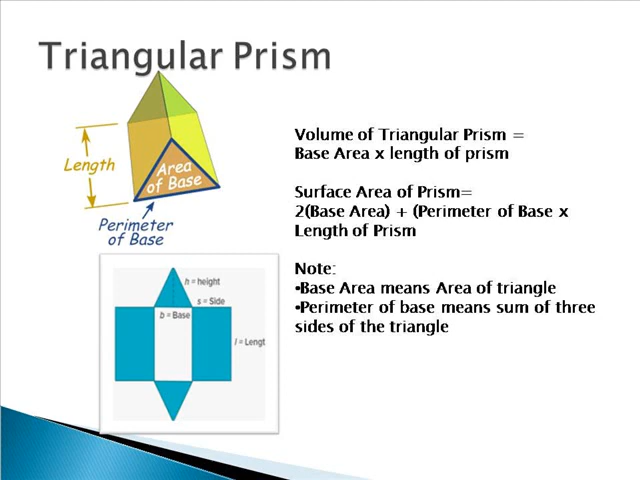 Triangular Prism
Length
Area
of Base
Perimeter
of Base
Volume of Triangular Prism =
Base Area x length of prism
Surface Area of Prism=
2(Base Area) + (Perimeter of Base x
Length of Prism
Note:
•Base Area means Area of triangle
•Perimeter of base means sum of three
sides of the triangle
h = height
s = Side
b = Base
l = Lengt